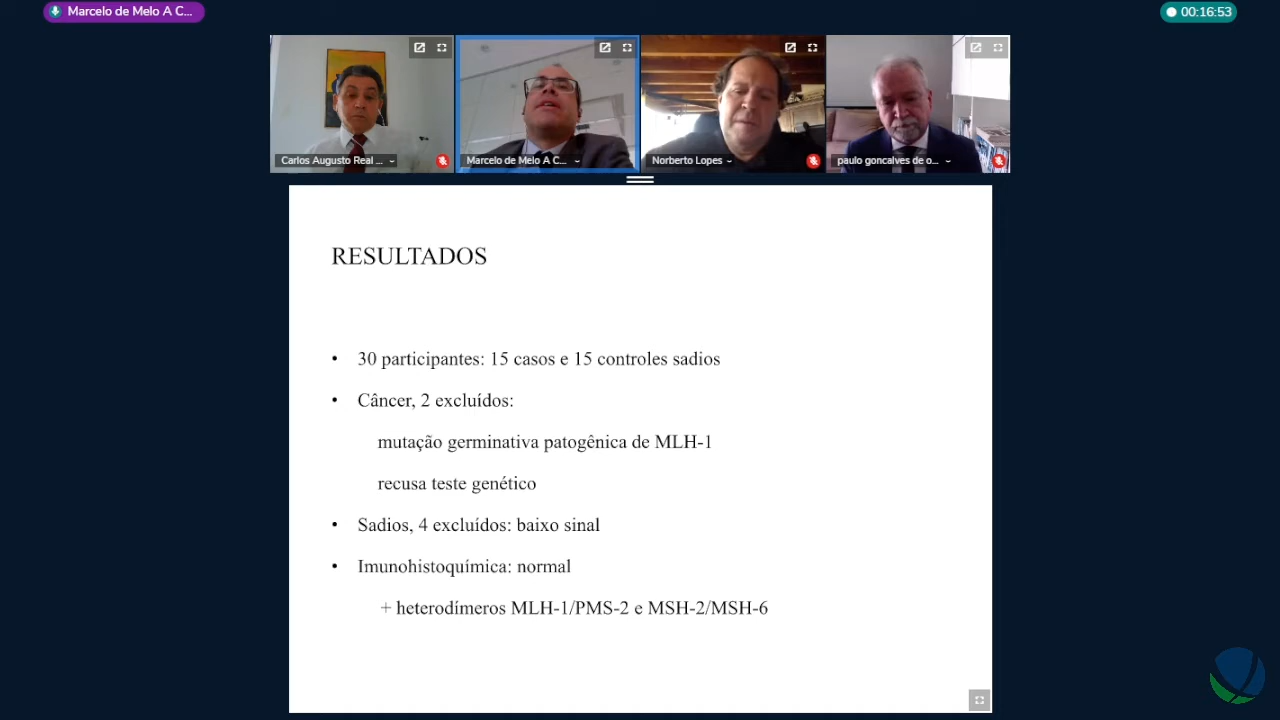 Marcelo de Melo A C...
00:16:53
Carlos Augusto Real ...
Marcelo de Melo A C...
Norberto Lopes
paulo goncalves de o...
RESULTADOS
• 30 participantes: 15 casos e 15 controles sadios
• Câncer, 2 excluídos:
mutação germinativa patogênica de MLH-1
recusa teste genético
• Sadios, 4 excluídos: baixo sinal
• Imunohistoquímica: normal
+ heterodímeros MLH-1/PMS-2 e MSH-2/MSH-6